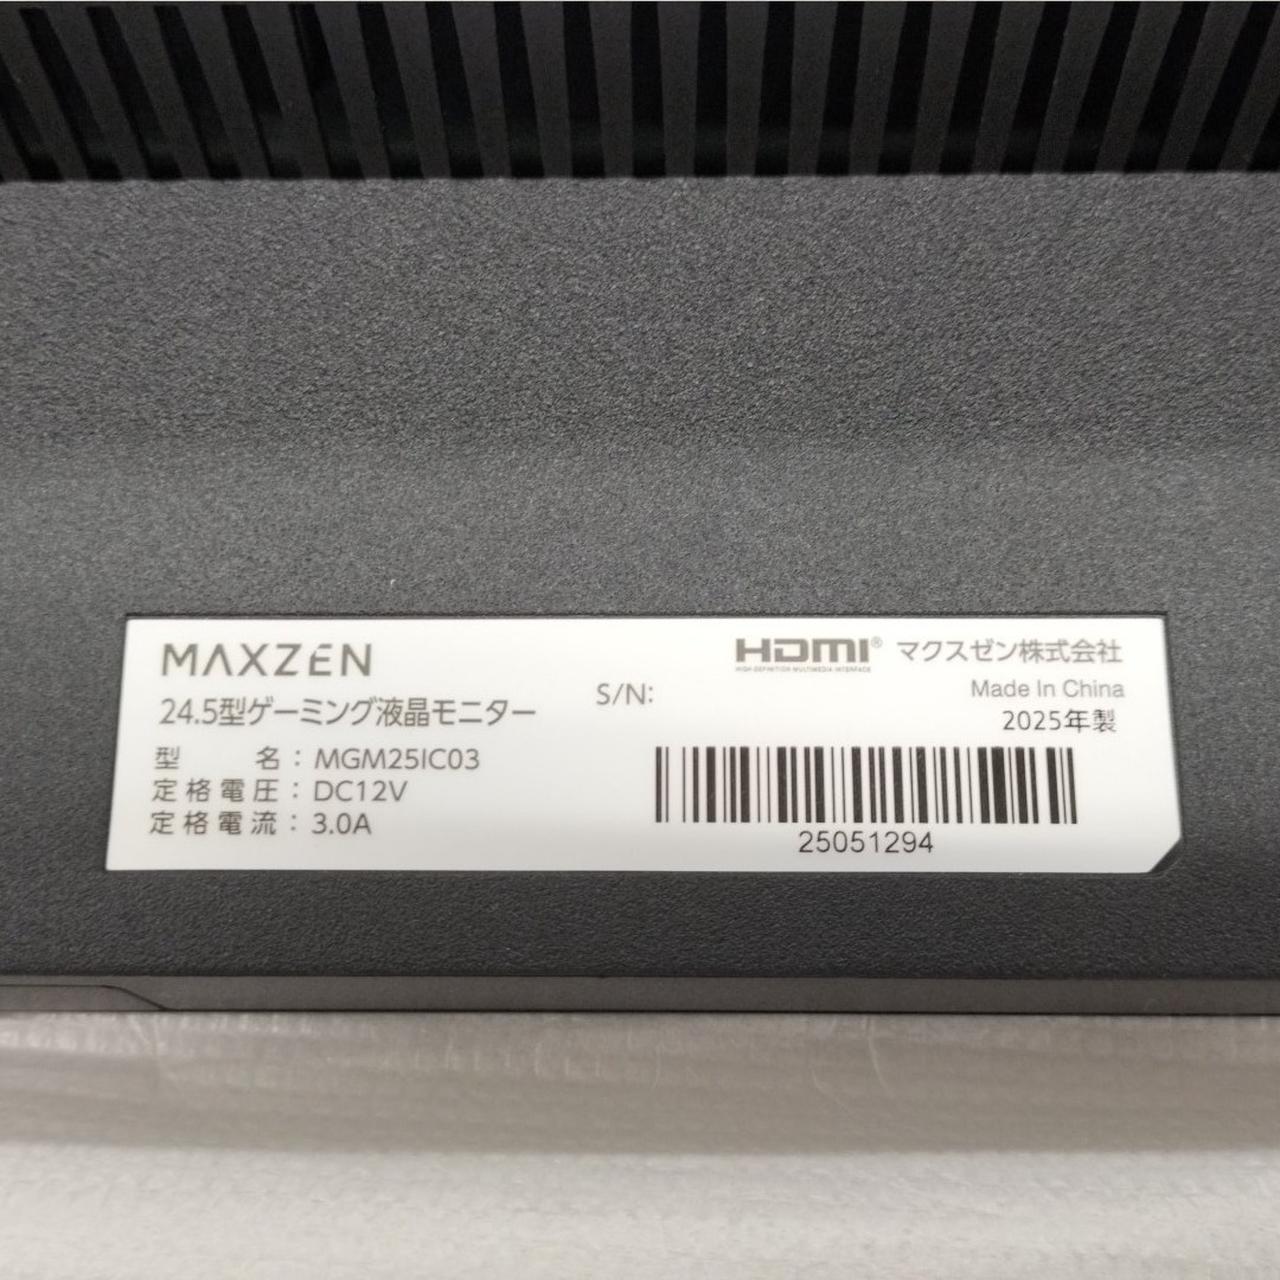 MAXZEN
24.5型ゲーミング液晶モニター
型名：MGM25IC03
定格電圧：DC12V
定格電流：3.0A
HDMI® マクスゼン株式会社
HIGH-DEFINITION MULTIMEDIA INTERFACE
S/N:
Made In China
2025年製
25051294